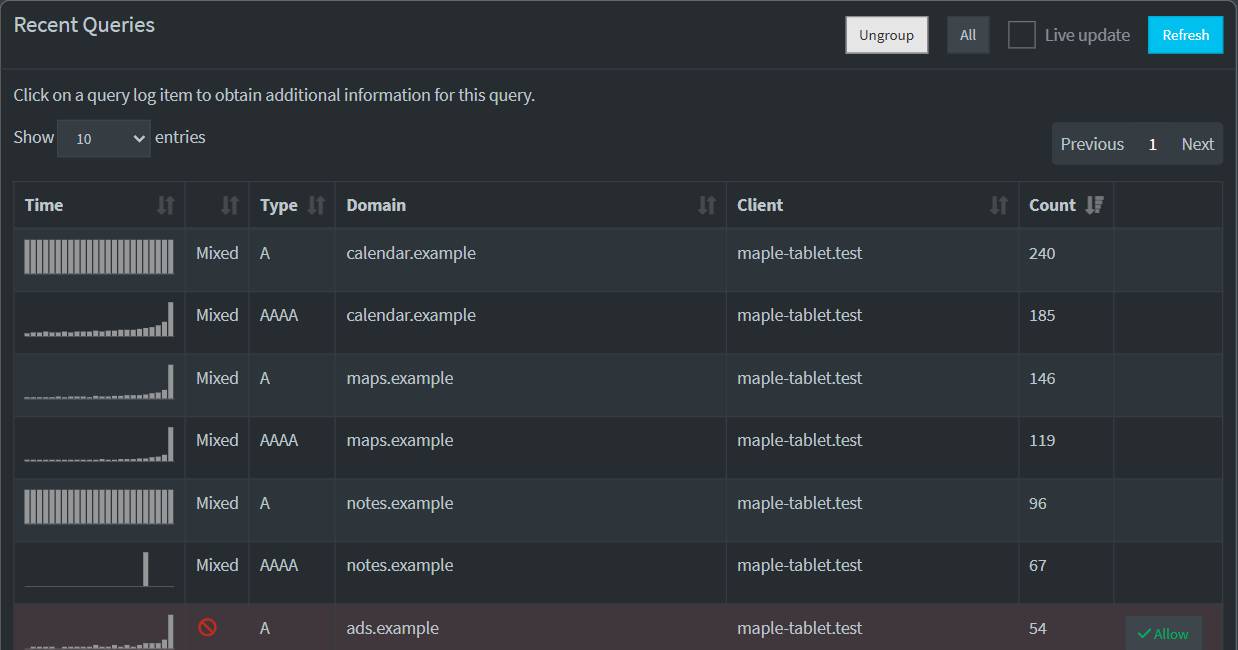 Recent Queries
Ungroup All Live update Refresh
Click on a query log item to obtain additional information for this query.
Show 10 entries
Previous 1 Next
Time Type Domain Client Count
Mixed A calendar.example maple-tablet.test 240
Mixed AAAA calendar.example maple-tablet.test 185
Mixed A maps.example maple-tablet.test 146
Mixed AAAA maps.example maple-tablet.test 119
Mixed A notes.example maple-tablet.test 96
Mixed AAAA notes.example maple-tablet.test 67
A ads.example maple-tablet.test 54 Allow